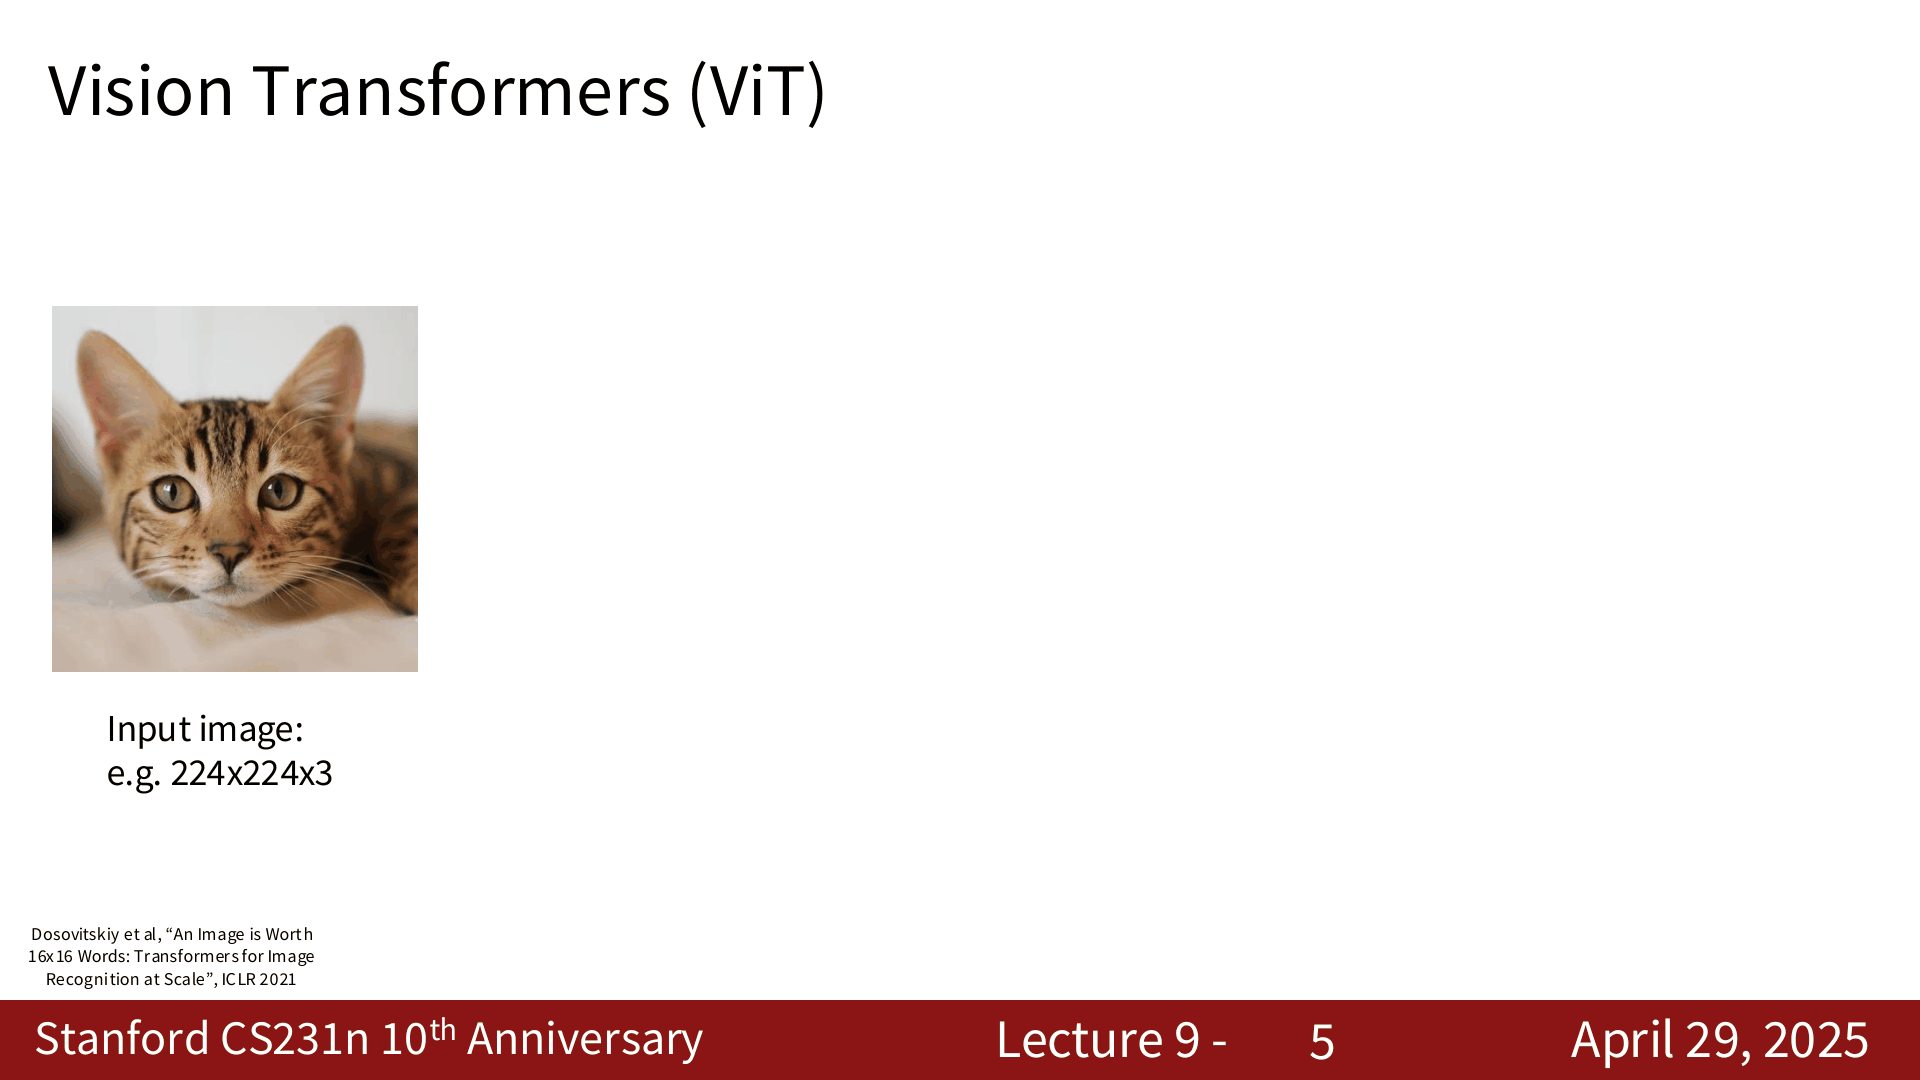 Vision Transformers (ViT)
Input image:
e.g. 224x224x3
Dosovitskiy et al, “An Image is Worth
16x16 Words: Transformers for Image
Recognition at Scale”, ICLR 2021
Stanford CS231n 10th Anniversary
Lecture 9 - 5
April 29, 2025